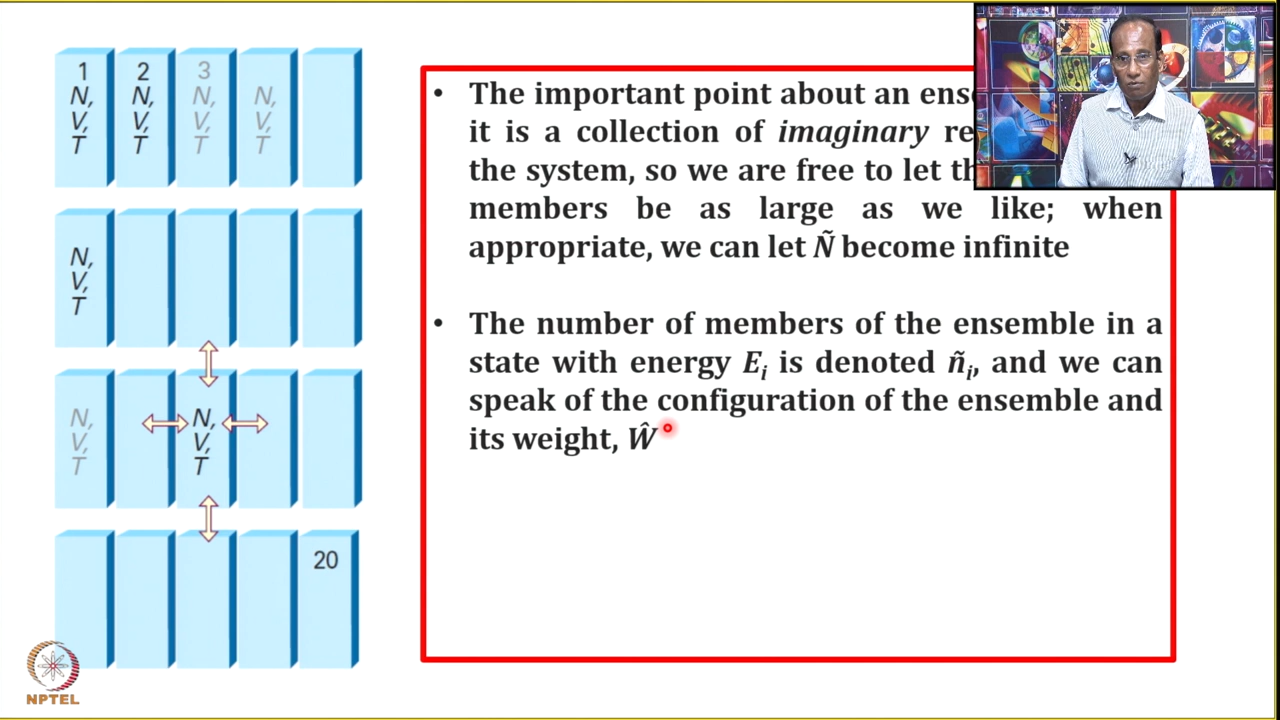 1 2 3
N, N, N, N,
V, V, V, V,
T T T T
N,
V,
T
N, N,
V, V,
T T
20
NPTEL
• The important point about an
it is a collection of imaginary
the system, so we are free to let
members be as large as we like; when
appropriate, we can let Ñ become infinite
• The number of members of the ensemble in a
state with energy Eᵢ is denoted ñᵢ, and we can
speak of the configuration of the ensemble and
its weight, Ŵ